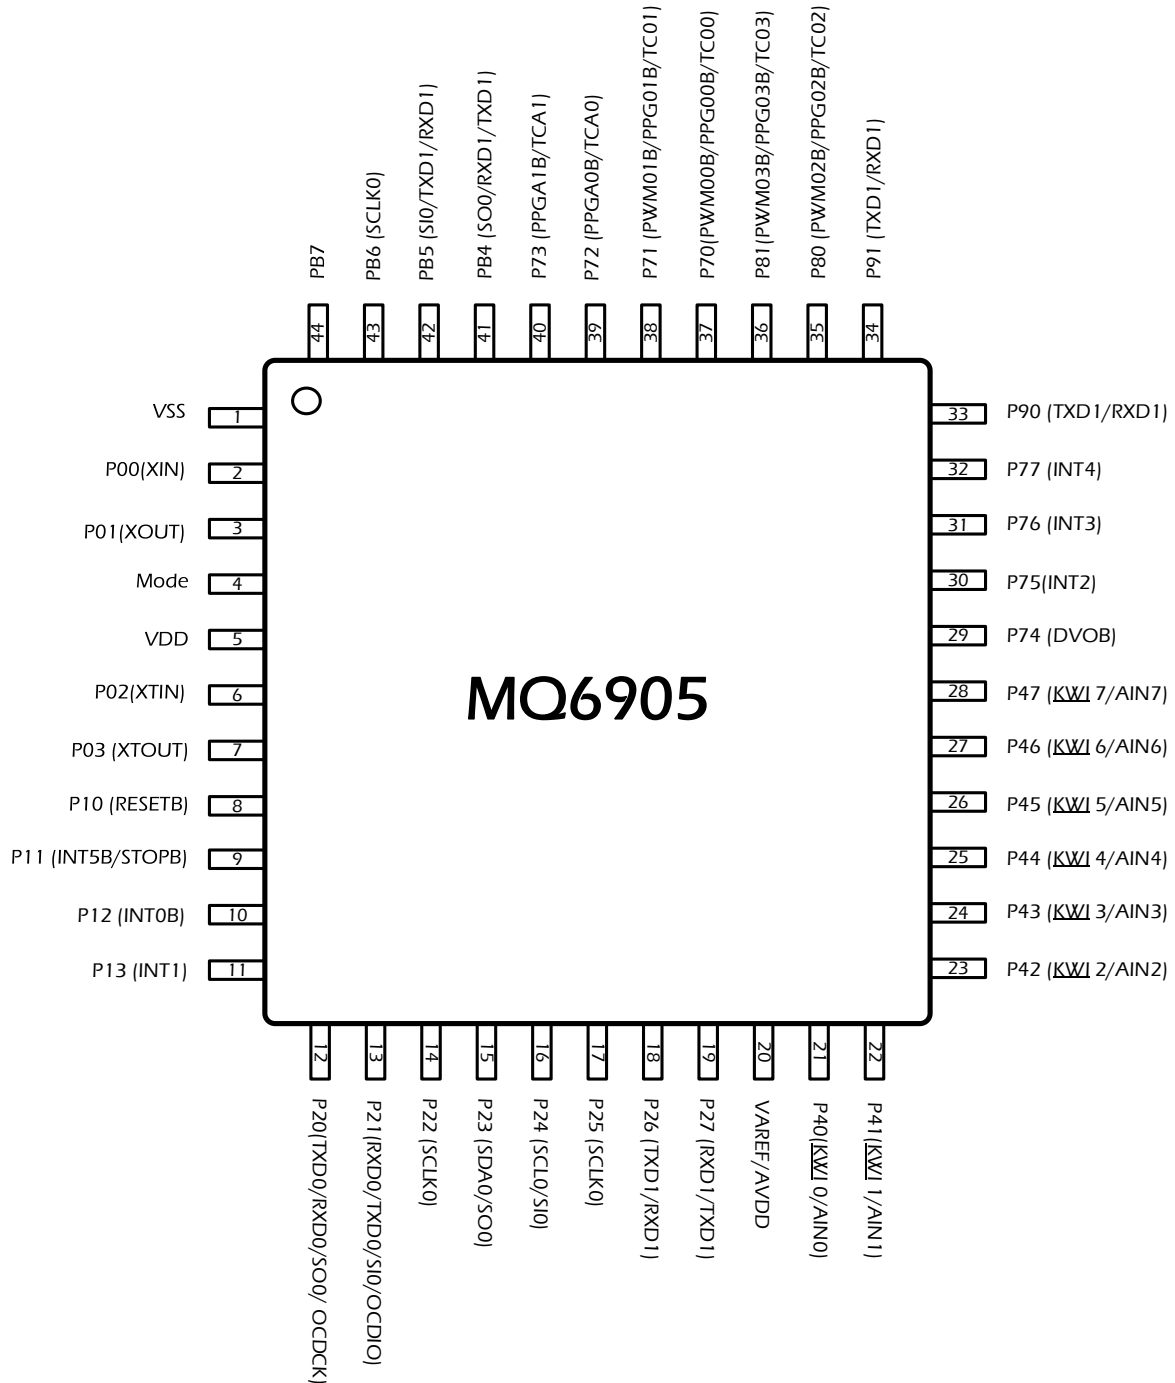 PB7
PB6 (SCLK0)
PB5 (SI0/TXD1/RXD1)
PB4 (SO0/RXD1/TXD1)
P73 (PPGA1B/TCA1)
P72 (PPGA0B/TCA0)
P71 (PWM01B/PPG01B/TC01)
P70(PWM00B/PPG00B/TC00)
P81(PWM03B/PPG03B/TC03)
P80 (PWM02B/PPG02B/TC02)
P91 (TXD1/RXD1)
44
43
42
41
40
39
38
37
36
35
34
VSS 1
P00(XIN) 2
P01(XOUT) 3
Mode 4
VDD 5
P02(XTIN) 6
P03 (XTOUT) 7
P10 (RESETB) 8
P11 (INT5B/STOPB) 9
P12 (INT0B) 10
P13 (INT1) 11
MQ6905
33 P90 (TXD1/RXD1)
32 P77 (INT4)
31 P76 (INT3)
30 P75(INT2)
29 P74 (DVOB)
28 P47 (KWI 7/AIN7)
27 P46 (KWI 6/AIN6)
26 P45 (KWI 5/AIN5)
25 P44 (KWI 4/AIN4)
24 P43 (KWI 3/AIN3)
23 P42 (KWI 2/AIN2)
12
13
14
15
16
17
18
19
20
21
22
P20(TXD0/RXD0/SO0/ OCDCK)
P21(RXD0/TXD0/SI0/OCDIO)
P22 (SCLK0)
P23 (SDA0/SO0)
P24 (SCL0/SI0)
P25 (SCLK0)
P26 (TXD1/RXD1)
P27 (RXD1/TXD1)
VAREF/AVDD
P40(KWI 0/AIN0)
P41(KWI 1/AIN1)